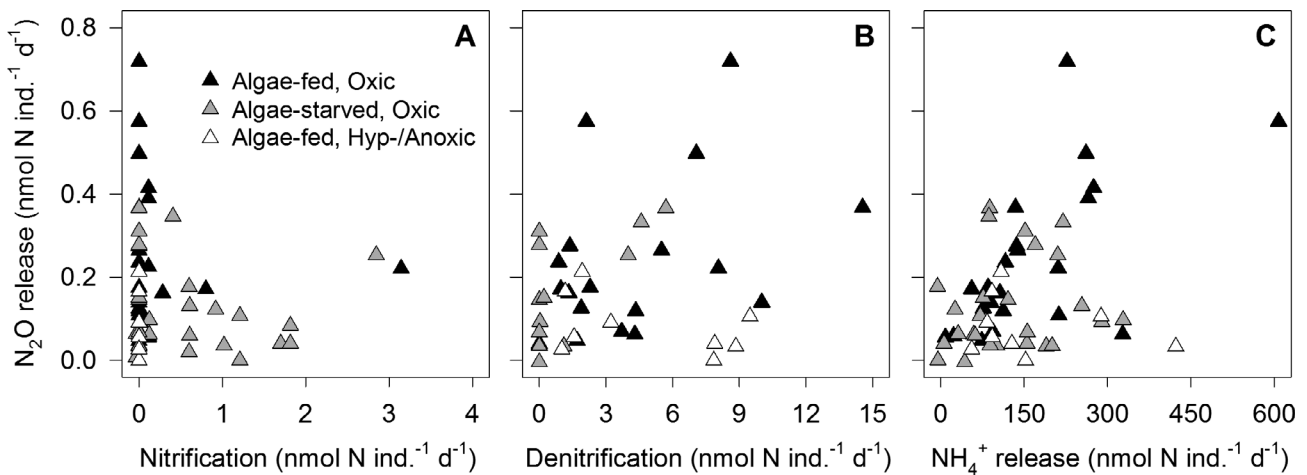 A
B
C
N₂O release (nmol N ind.⁻¹ d⁻¹)
0.8
0.6
0.4
0.2
0.0
Algae-fed, Oxic
Algae-starved, Oxic
Algae-fed, Hyp-/Anoxic
0 1 2 3 4
0 3 6 9 12 15
0 150 300 450 600
Nitrification (nmol N ind.⁻¹ d⁻¹)
Denitrification (nmol N ind.⁻¹ d⁻¹)
NH₄⁺ release (nmol N ind.⁻¹ d⁻¹)